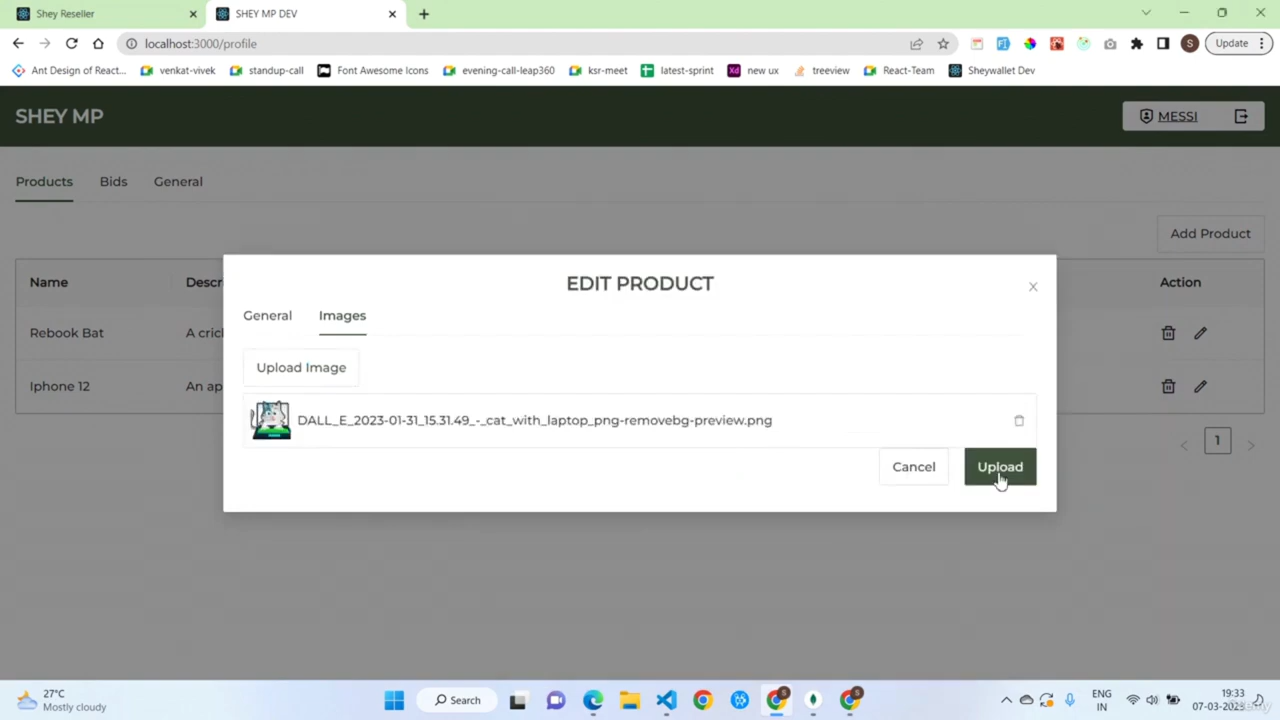 Shey Reseller
SHEY MP DEV
localhost:3000/profile
S
Update
Ant Design of React...
venkat-vivek
standup-call
Font Awesome Icons
evening-call-leap360
ksr-meet
latest-sprint
Xd
new ux
treeview
React-Team
Sheywallet Dev
SHEY MP
MESSI
Products
Bids
General
Add Product
Name
Descr
Action
Rebook Bat
A crick
Iphone 12
An ap
1
EDIT PRODUCT
General
Images
Upload Image
DALL_E_2023-01-31_15.31.49_-_cat_with_laptop_png-removebg-preview.png
Cancel
Upload
27°C
Mostly cloudy
Search
ENG
IN
19:33
07-03-2023